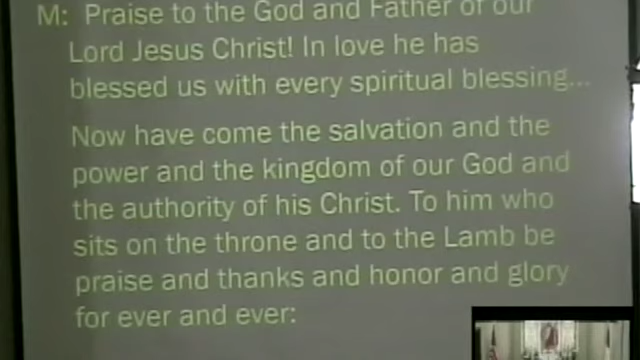 M: Praise to the God and Father of our
Lord Jesus Christ! In love he has
blessed us with every spiritual blessing...
Now have come the salvation and the
power and the kingdom of our God and
the authority of his Christ. To him who
sits on the throne and to the Lamb be
praise and thanks and honor and glory
for ever and ever: